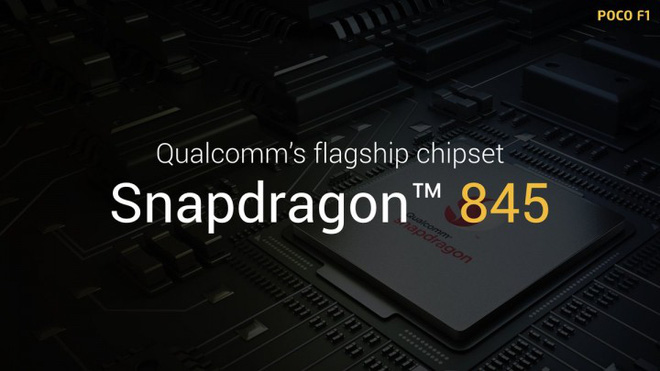 POCO F1
Qualcomm's flagship chipset
Snapdragon™ 845
Qualcomm
snapdragon